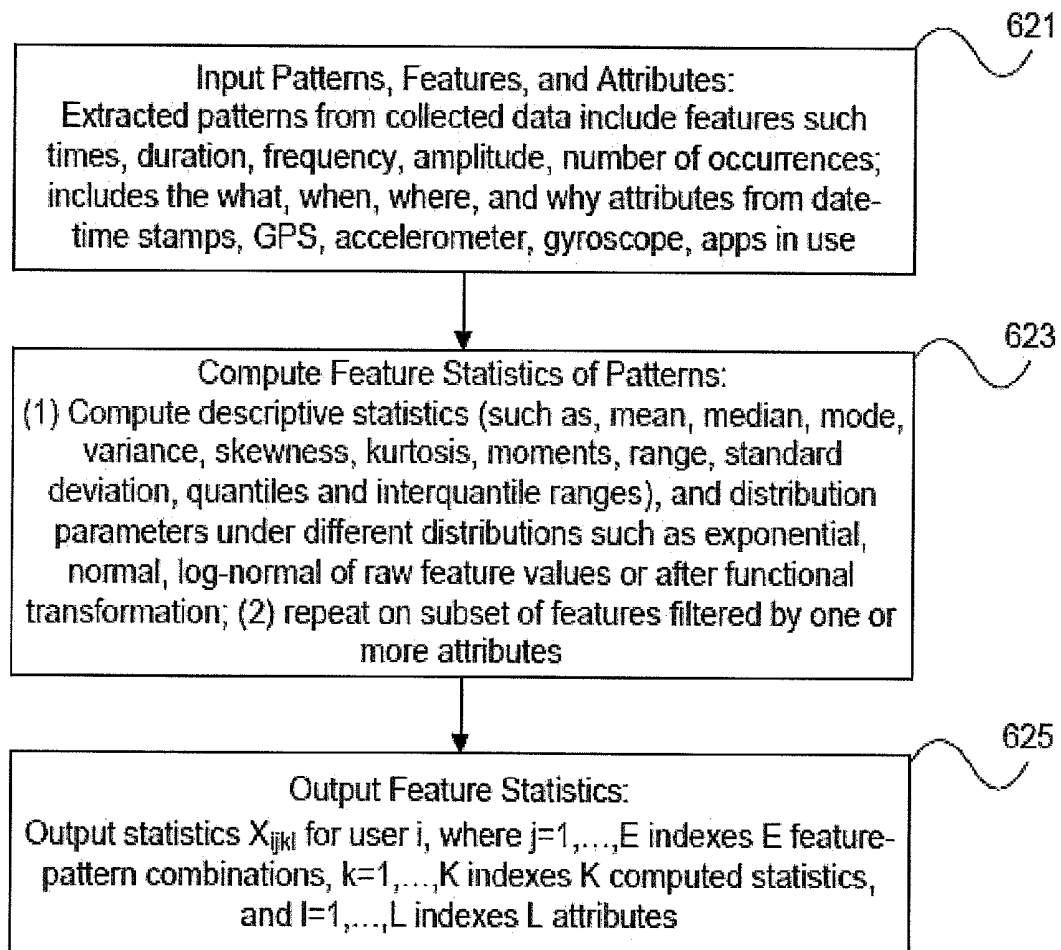 621
Input Patterns, Features, and Attributes:
Extracted patterns from collected data include features such
times, duration, frequency, amplitude, number of occurrences;
includes the what, when, where, and why attributes from date-
time stamps, GPS, accelerometer, gyroscope, apps in use
623
Compute Feature Statistics of Patterns:
(1) Compute descriptive statistics (such as, mean, median, mode,
variance, skewness, kurtosis, moments, range, standard
deviation, quantiles and interquantile ranges), and distribution
parameters under different distributions such as exponential,
normal, log-normal of raw feature values or after functional
transformation; (2) repeat on subset of features filtered by one or
more attributes
625
Output Feature Statistics:
Output statistics Xijkl for user i, where j=1,...,E indexes E feature-
pattern combinations, k=1,...,K indexes K computed statistics,
and l=1,...,L indexes L attributes